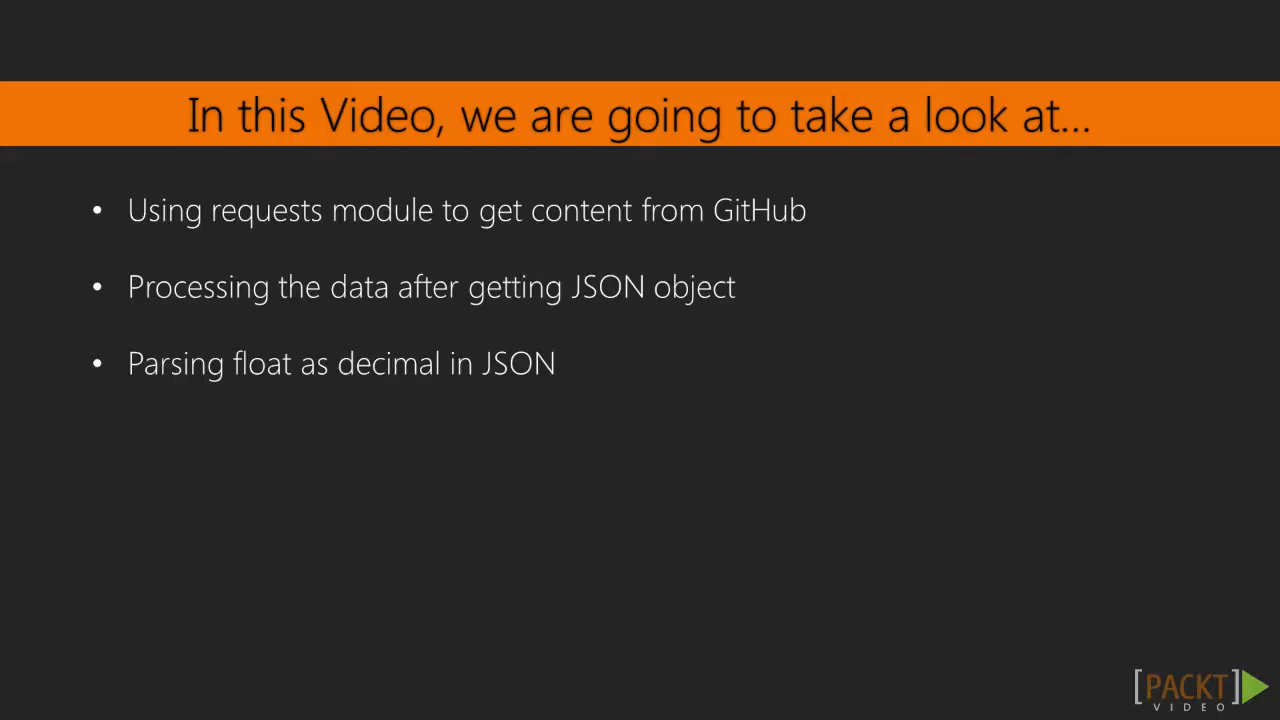 In this Video, we are going to take a look at...
• Using requests module to get content from GitHub
• Processing the data after getting JSON object
• Parsing float as decimal in JSON
[PACKT]
VIDEO